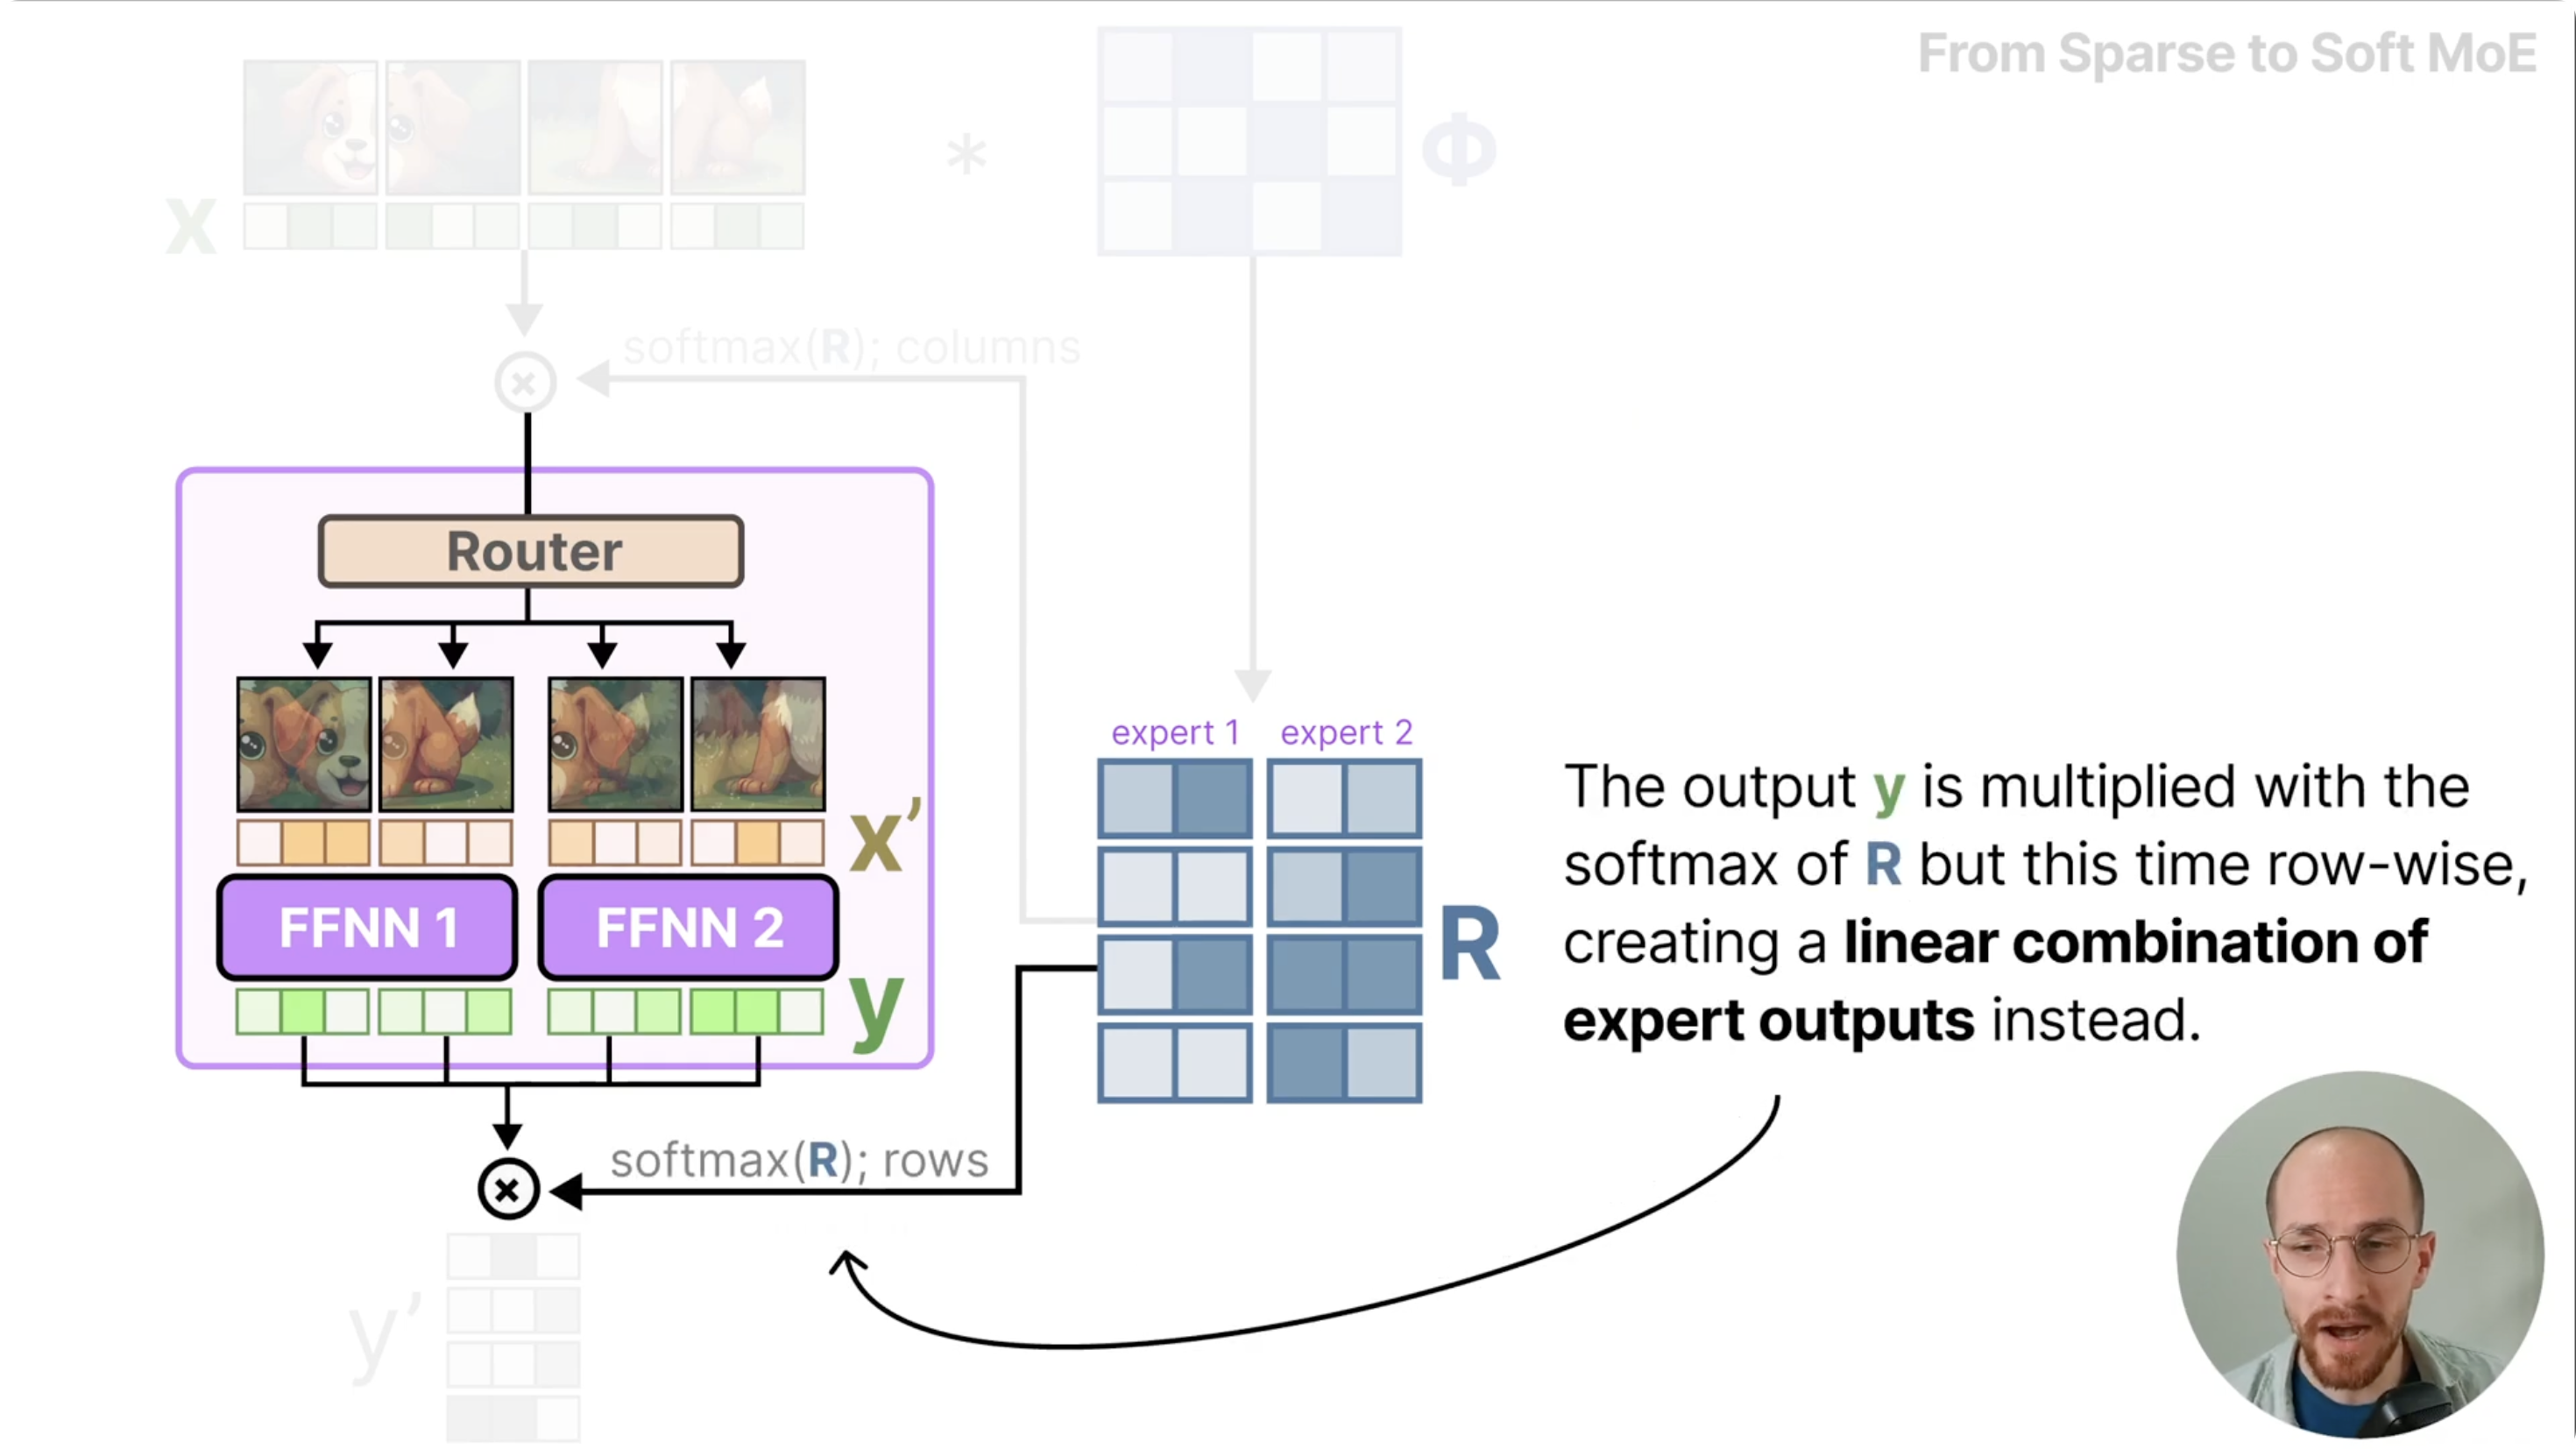 From Sparse to Soft MoE
x
*
Φ
softmax(R); columns
Router
expert 1
expert 2
x’
FFNN 1
FFNN 2
R
y
The output y is multiplied with the
softmax of R but this time row-wise,
creating a linear combination of
expert outputs instead.
softmax(R); rows
y’